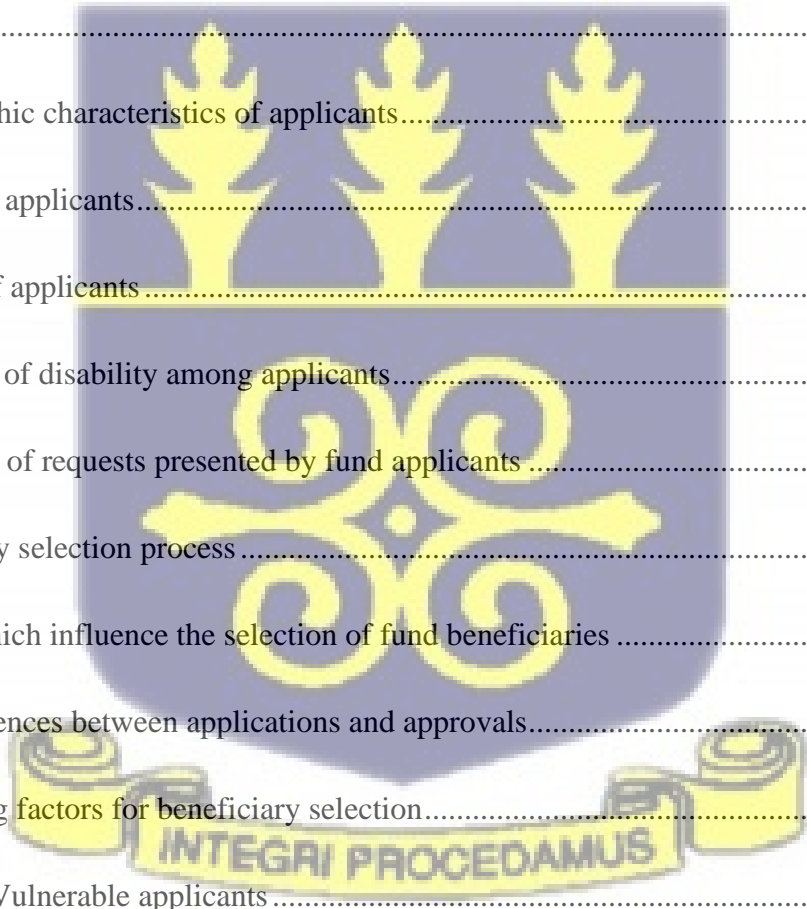 ....................
hic characteristics of applicants....................
applicants....................
f applicants....................
of disability among applicants....................
of requests presented by fund applicants....................
y selection process....................
hich influence the selection of fund beneficiaries....................
ences between applications and approvals....................
g factors for beneficiary selection....................
INTEGRI PROCEDAMUS
Vulnerable applicants....................